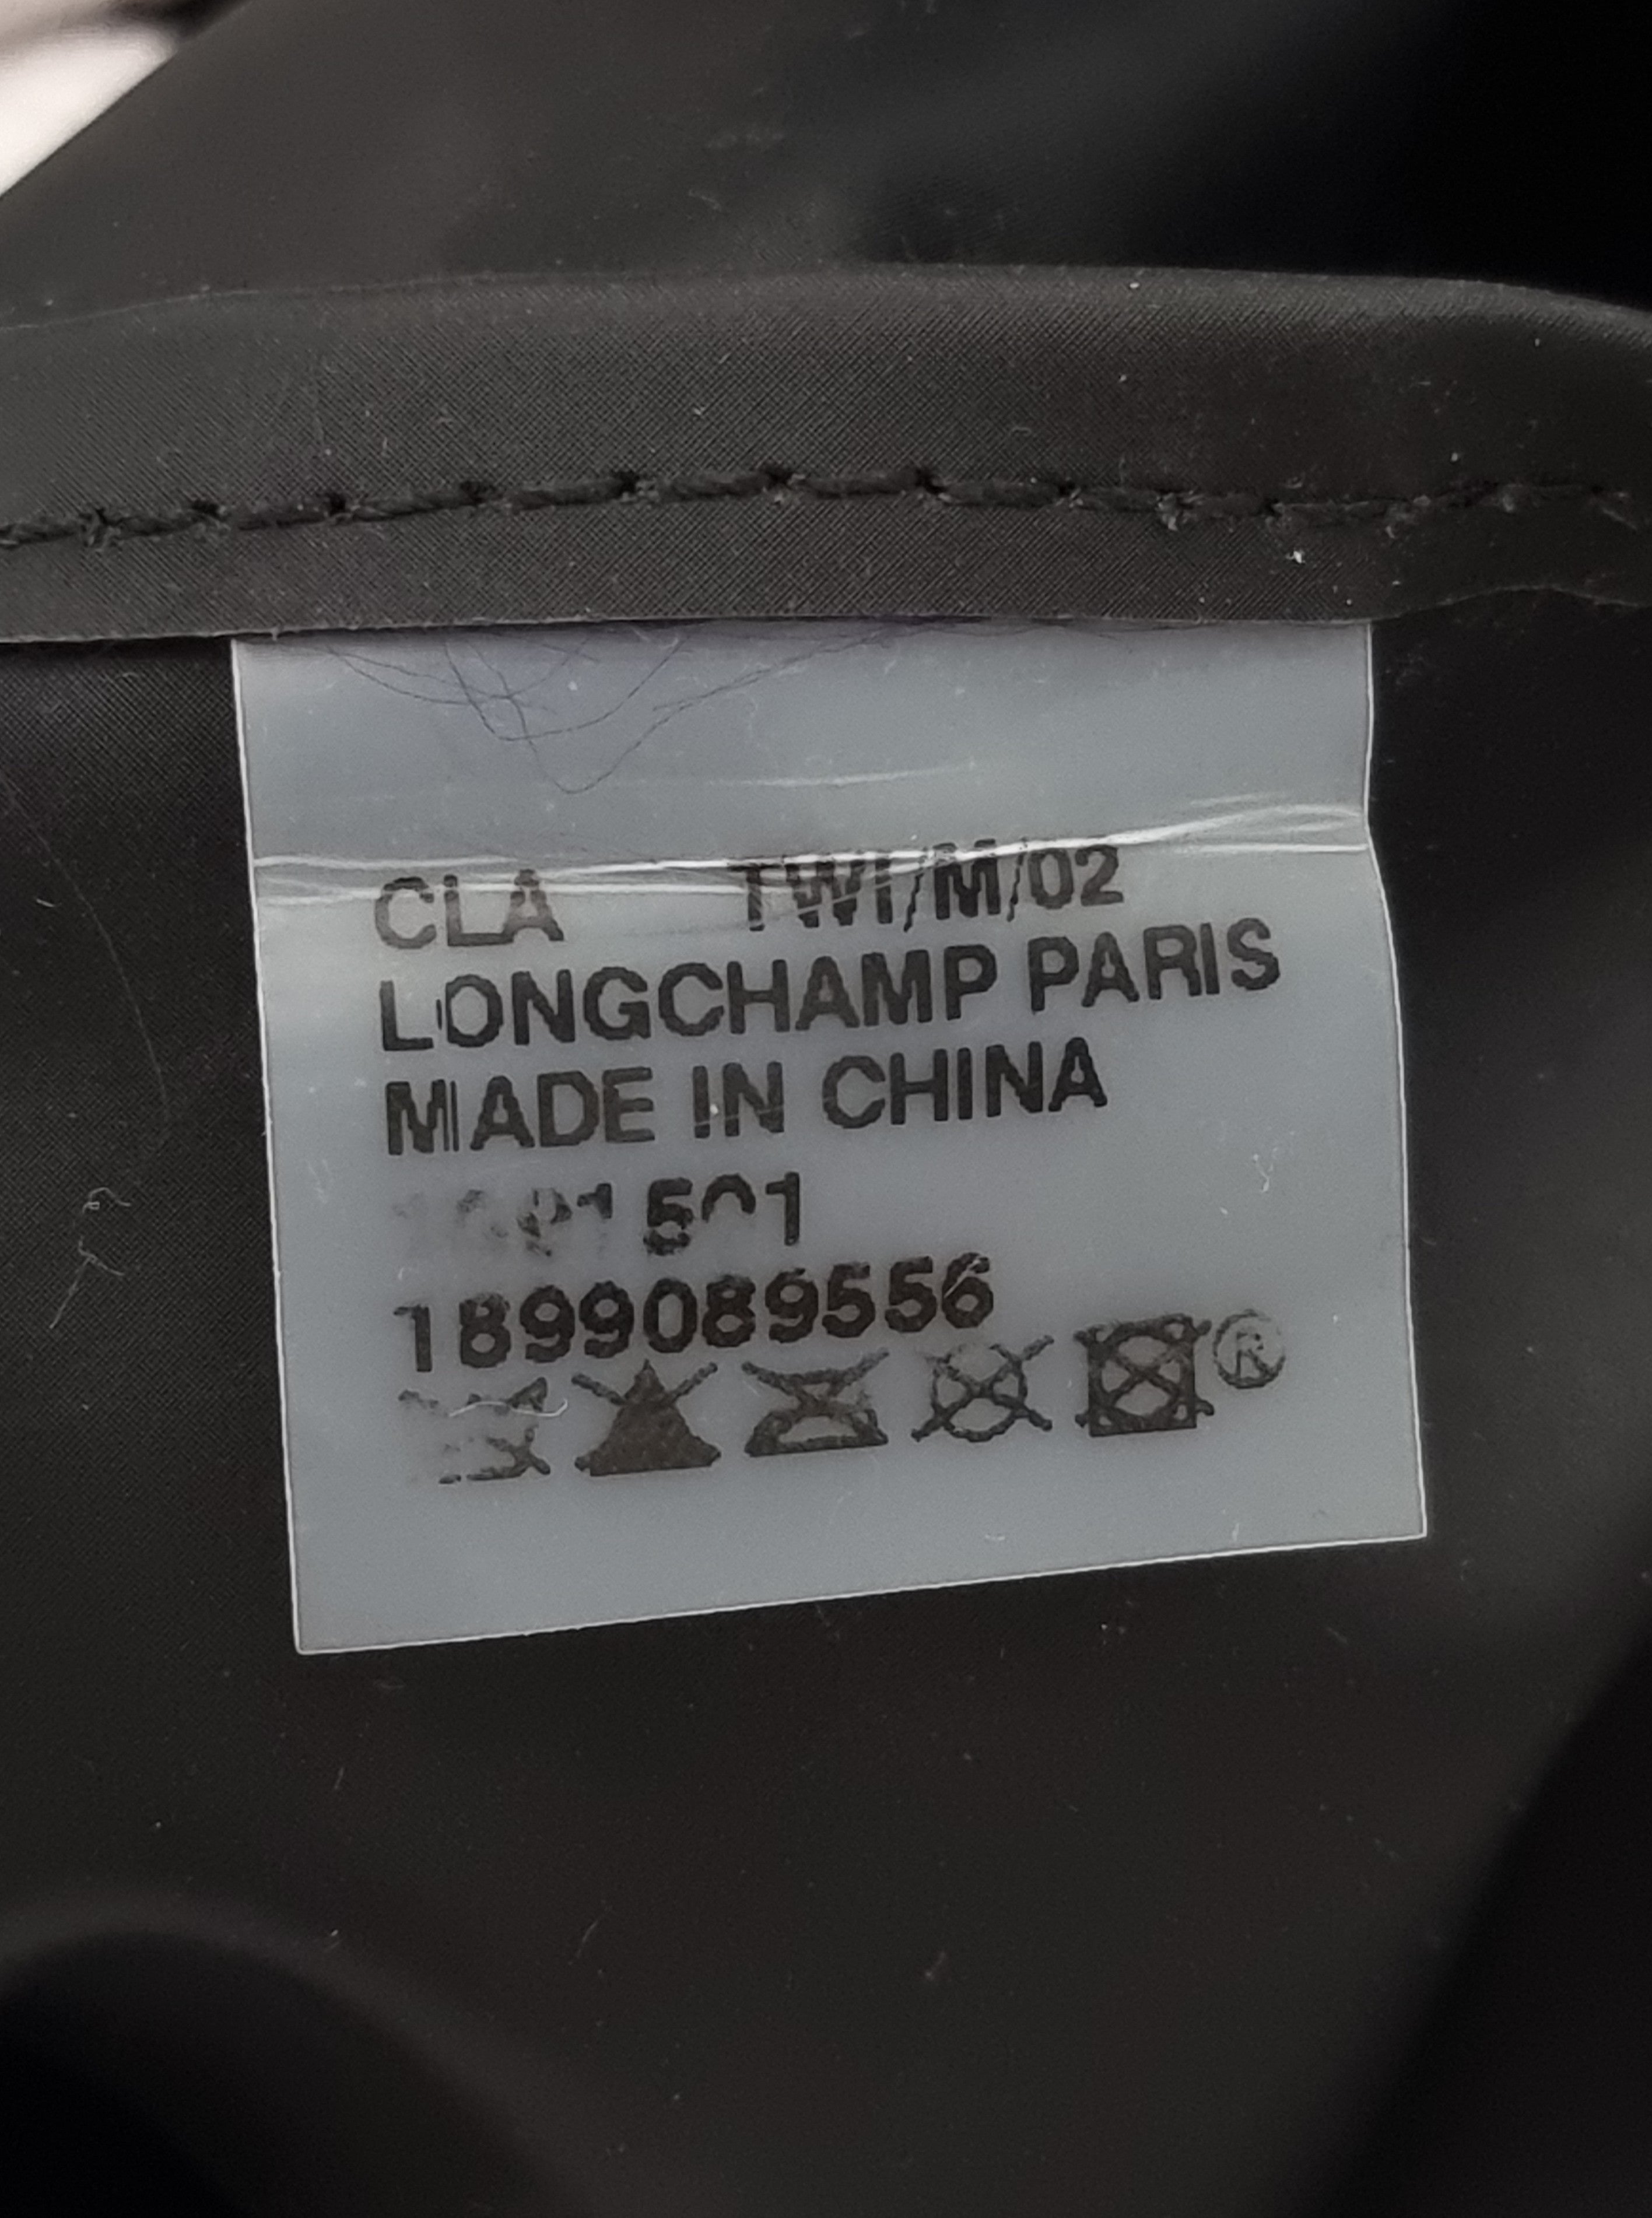 CLA TWI/M/02
LONGCHAMP PARIS
MADE IN CHINA
1899089556
®